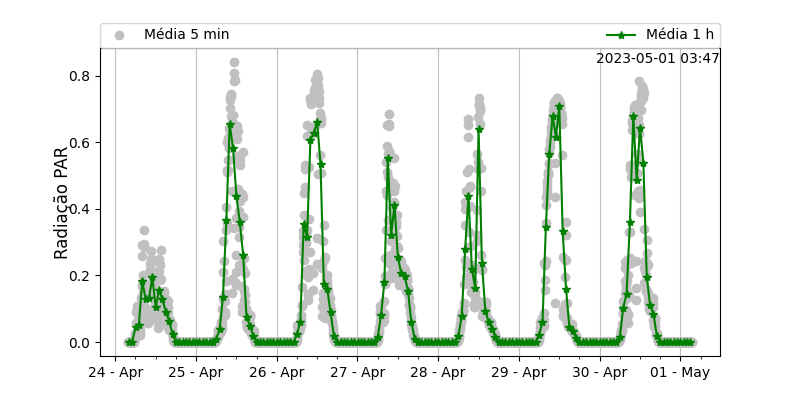 Média 5 min
Média 1 h
2023-05-01 03:47
Radiação PAR
0.8
0.6
0.4
0.2
0.0
24 - Apr
25 - Apr
26 - Apr
27 - Apr
28 - Apr
29 - Apr
30 - Apr
01 - May